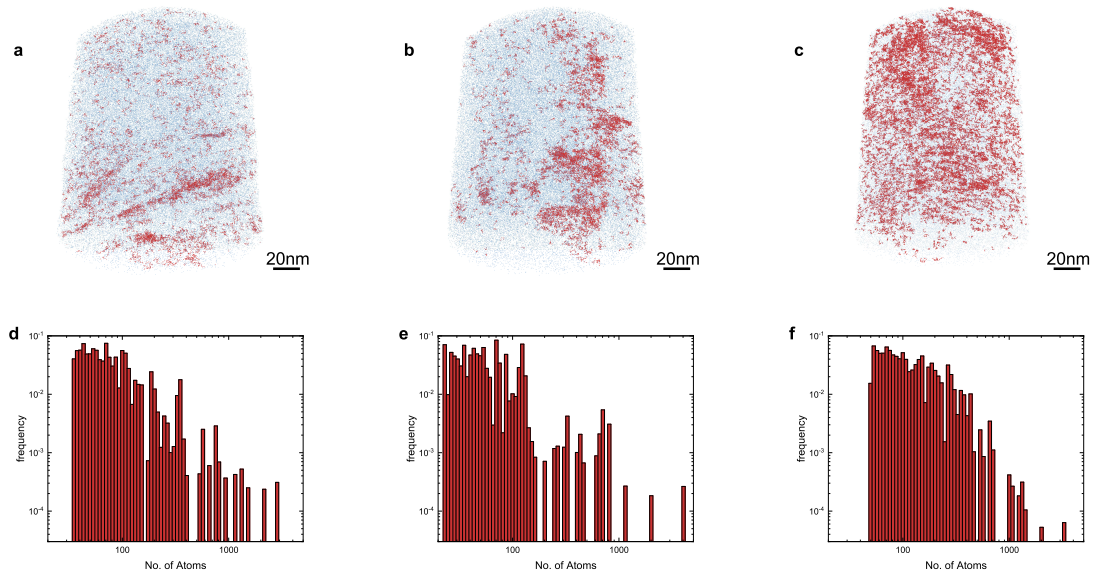 a
b
c
20nm
20nm
20nm
d
e
f
10-1
10-2
10-3
10-4
frequency
100
1000
No. of Atoms
10-1
10-2
10-3
10-4
frequency
100
1000
No. of Atoms
10-1
10-2
10-3
10-4
frequency
100
1000
No. of Atoms